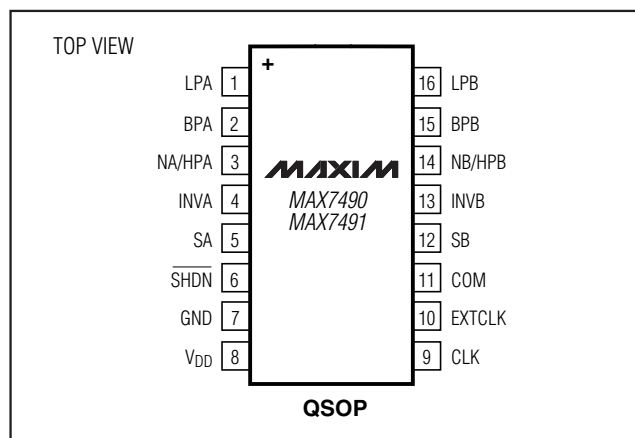 TOP VIEW
+
LPA 1 16 LPB
BPA 2 15 BPB
NA/HPA 3 14 NB/HPB
MAXIM
INVA 4 13 INVB
MAX7490
MAX7491
SA 5 12 SB
SHDN 6 11 COM
GND 7 10 EXTCLK
VDD 8 9 CLK
QSOP